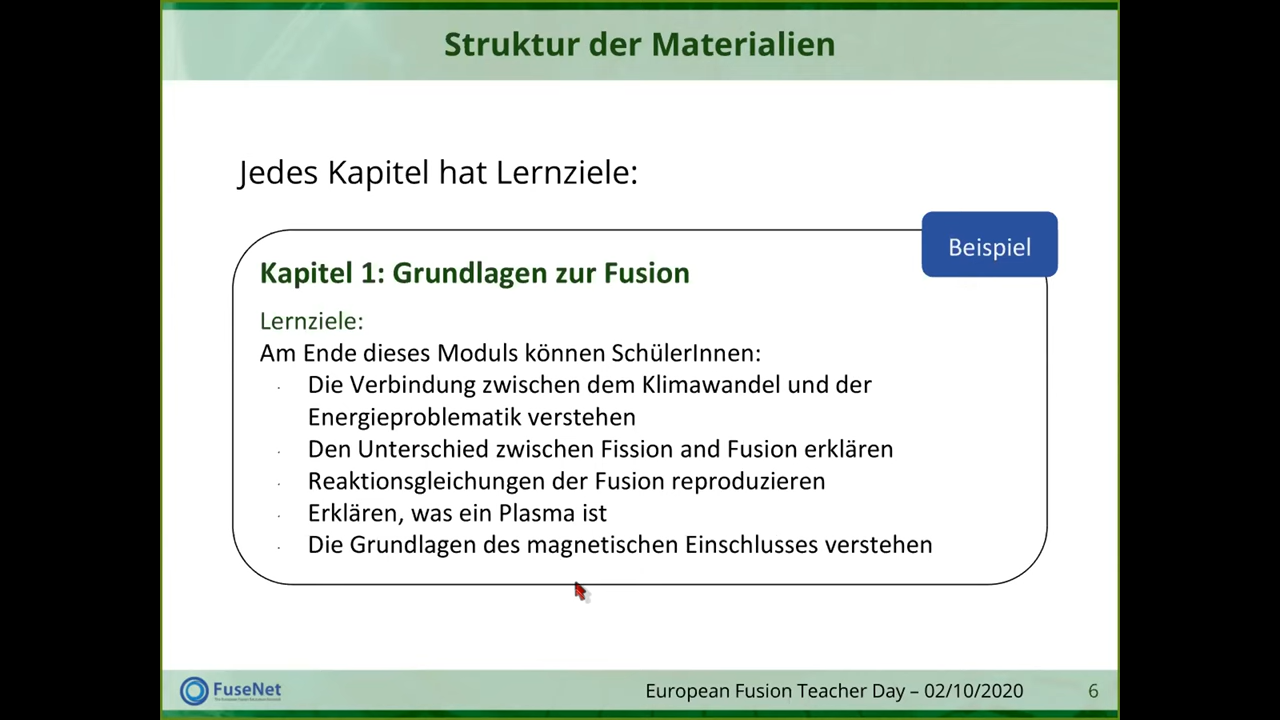 Struktur der Materialien
Jedes Kapitel hat Lernziele:
Beispiel
Kapitel 1: Grundlagen zur Fusion
Lernziele:
Am Ende dieses Moduls können SchülerInnen:
· Die Verbindung zwischen dem Klimawandel und der
Energieproblematik verstehen
· Den Unterschied zwischen Fission and Fusion erklären
· Reaktionsgleichungen der Fusion reproduzieren
· Erklären, was ein Plasma ist
· Die Grundlagen des magnetischen Einschlusses verstehen
FuseNet
European Fusion Teacher Day – 02/10/2020
6